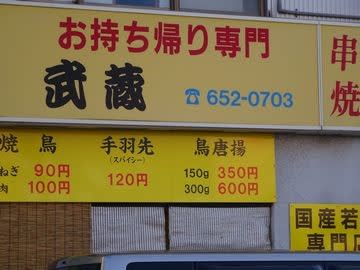 お持ち帰り専門
武蔵
☎652-0703
串
焼
焼鳥
ねぎ 90円
肉 100円
手羽先
(スパイシー)
120円
鳥唐揚
150g 350円
300g 600円
国産若
専門店